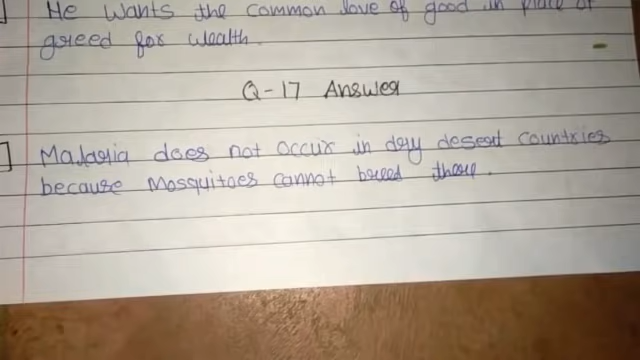 He wants the common love of good in place of
greed for wealth.
Q-17 Answer
Malaria does not occur in dry desert countries
because Mosquitoes cannot breed there.